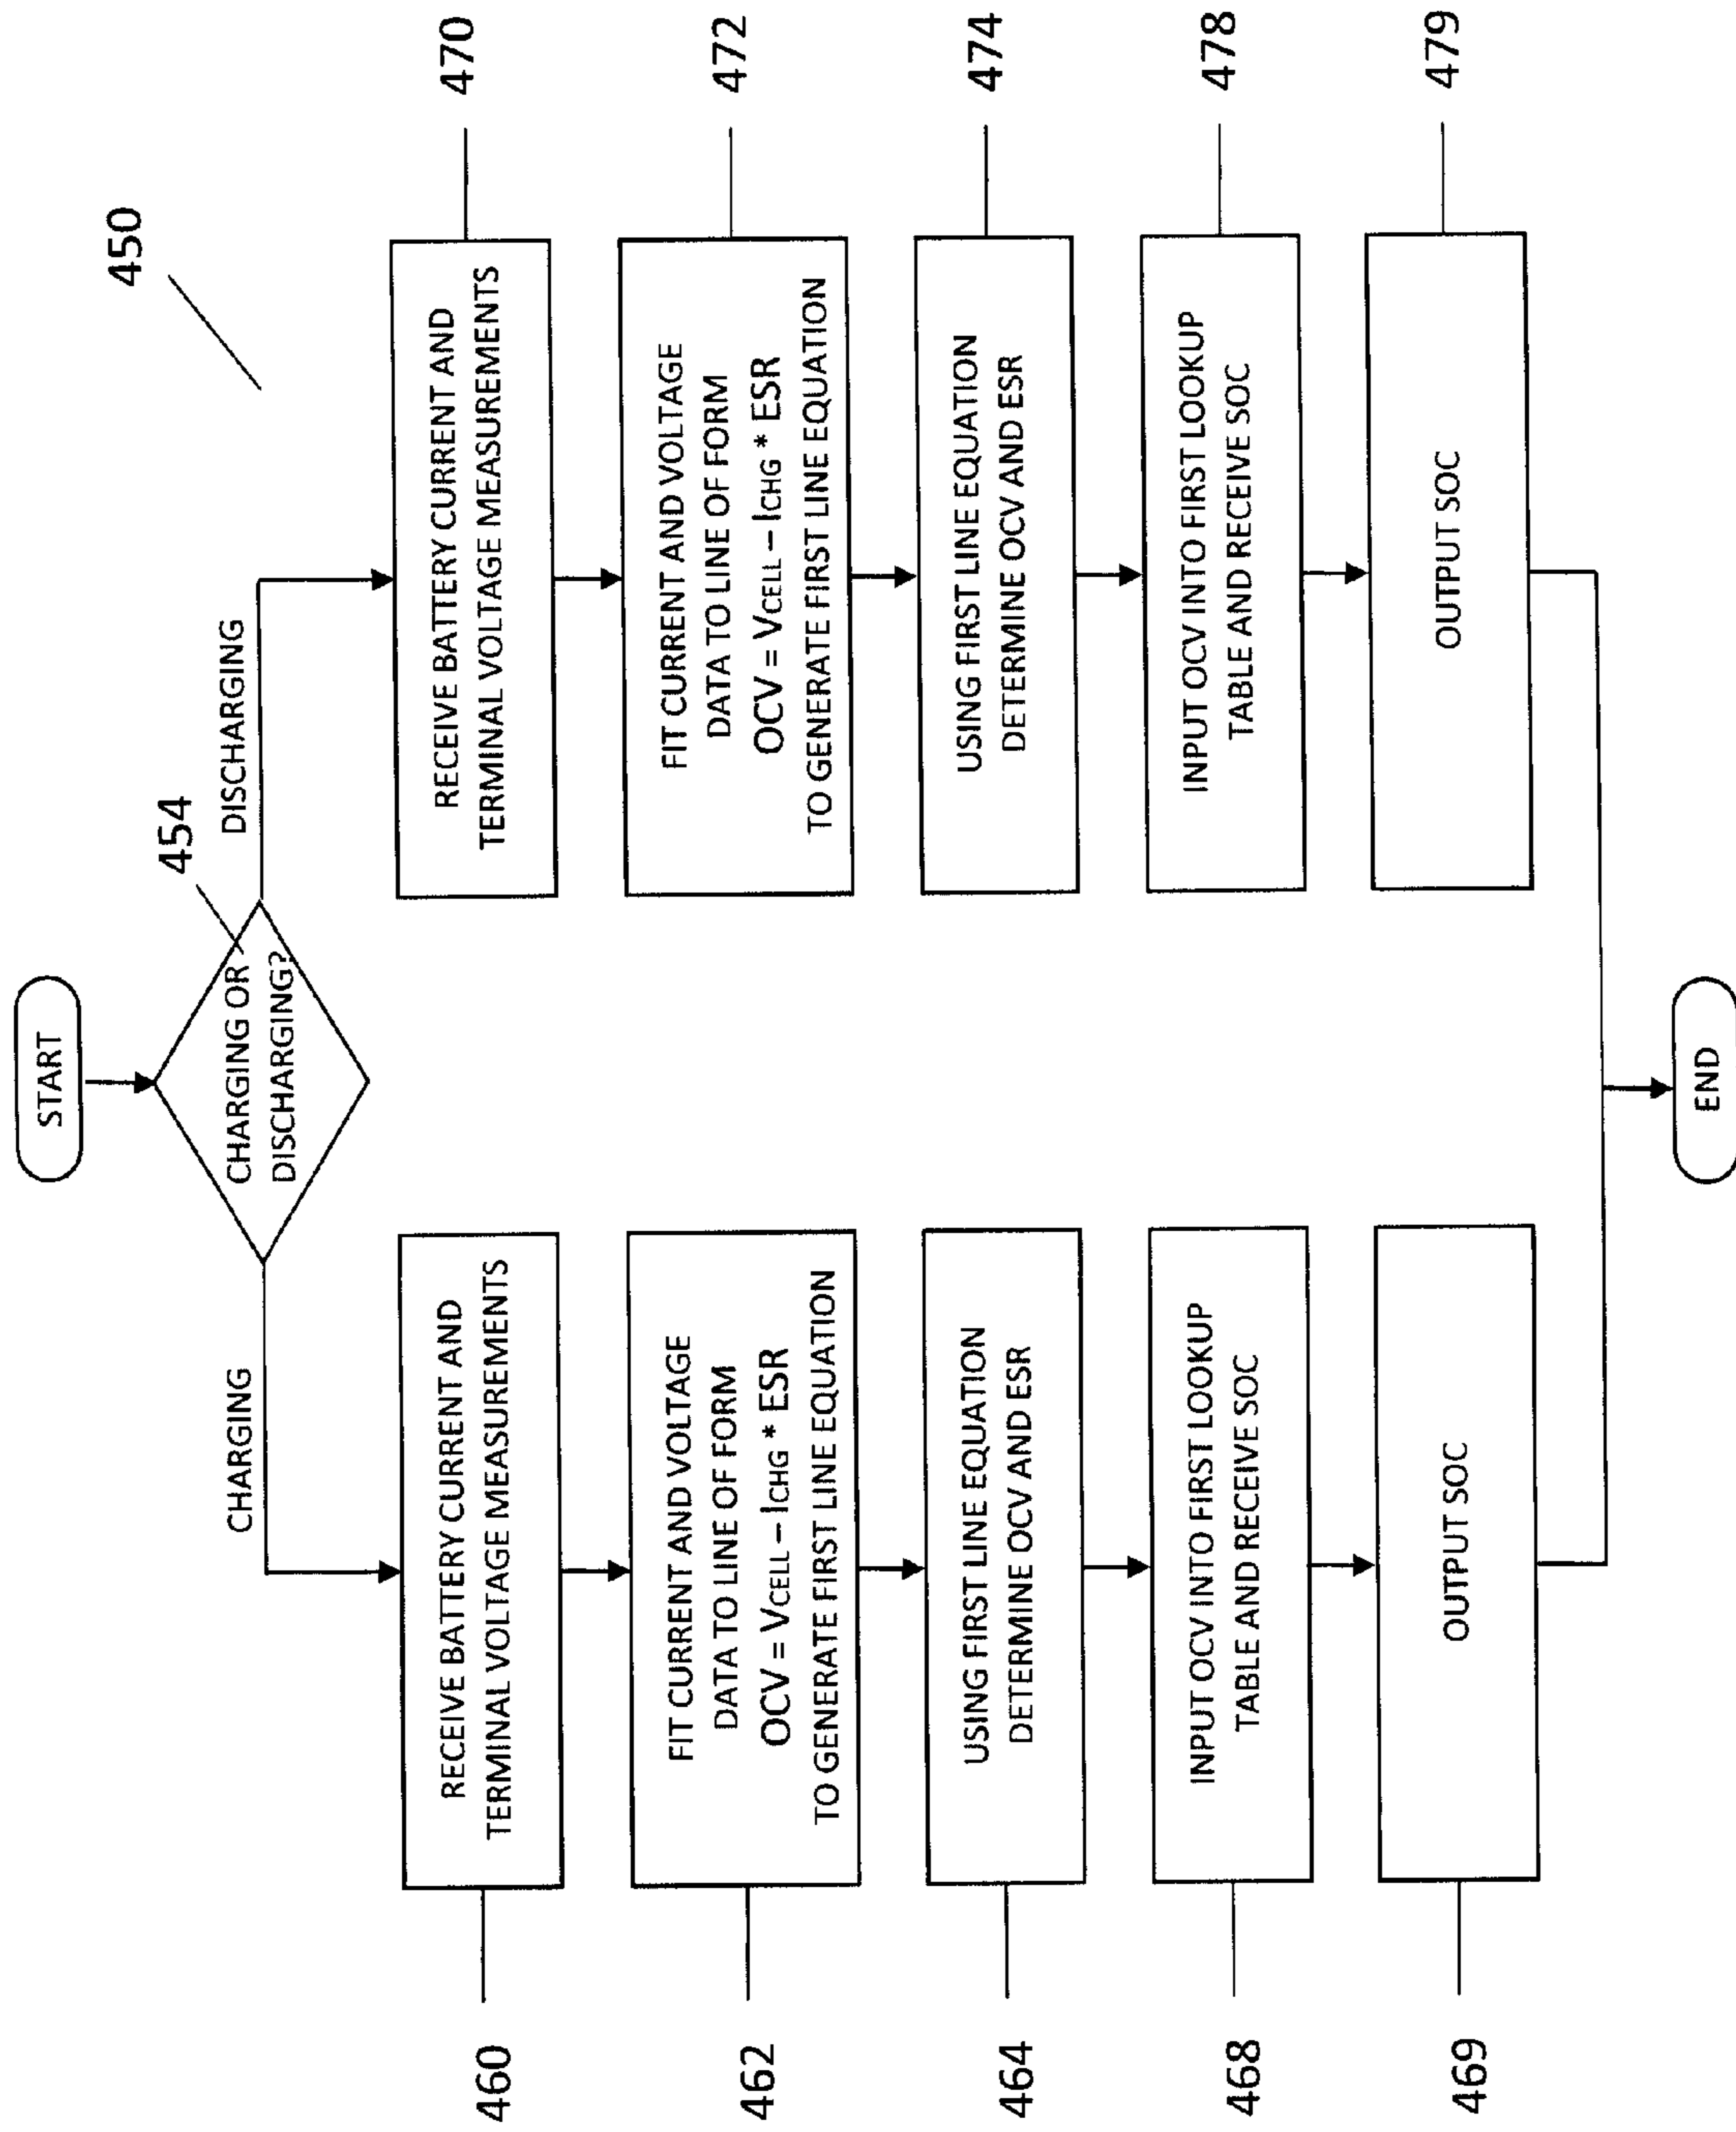 450
START
454
CHARGING OR
DISCHARGING?
CHARGING
DISCHARGING
460
RECEIVE BATTERY CURRENT AND
TERMINAL VOLTAGE MEASUREMENTS
462
FIT CURRENT AND VOLTAGE
DATA TO LINE OF FORM
OCV = VCELL – ICHG * ESR
TO GENERATE FIRST LINE EQUATION
464
USING FIRST LINE EQUATION
DETERMINE OCV AND ESR
468
INPUT OCV INTO FIRST LOOKUP
TABLE AND RECEIVE SOC
469
OUTPUT SOC
470
RECEIVE BATTERY CURRENT AND
TERMINAL VOLTAGE MEASUREMENTS
472
FIT CURRENT AND VOLTAGE
DATA TO LINE OF FORM
OCV = VCELL – ICHG * ESR
TO GENERATE FIRST LINE EQUATION
474
USING FIRST LINE EQUATION
DETERMINE OCV AND ESR
478
INPUT OCV INTO FIRST LOOKUP
TABLE AND RECEIVE SOC
479
OUTPUT SOC
END